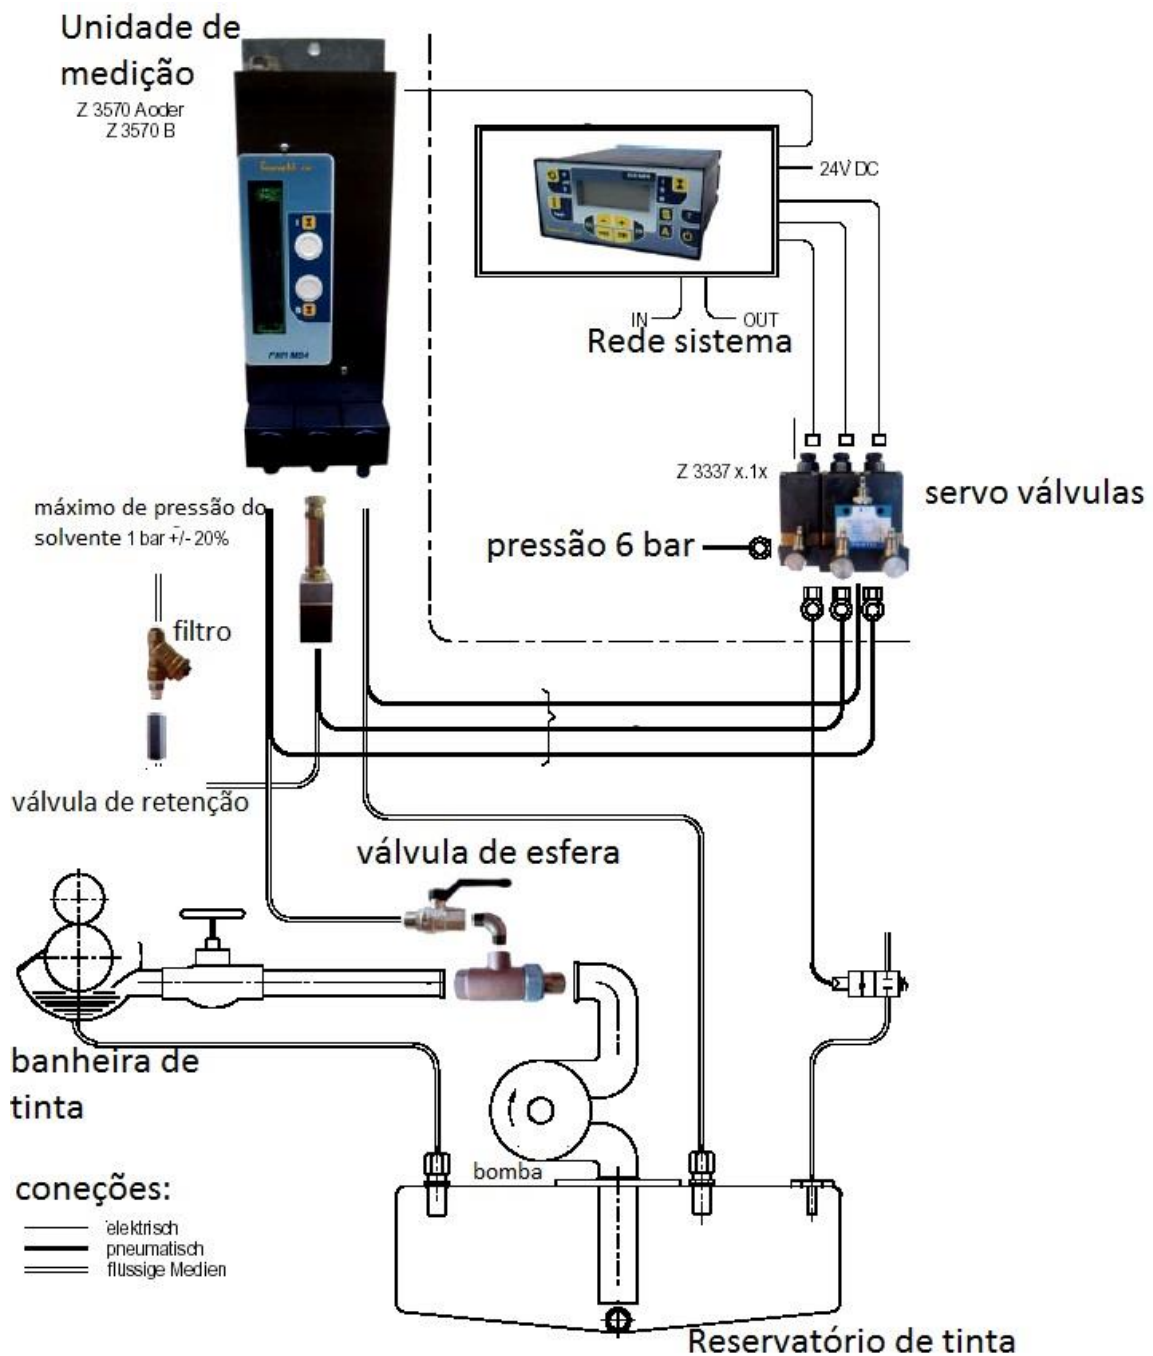 Unidade de
medição
Z 3570 Aoder
Z 3570 B
24V DC
IN
OUT
Rede sistema
Z 3337 x.1x
servo válvulas
pressão 6 bar
máximo de pressão do
solvente 1 bar +/- 20%
filtro
válvula de retenção
válvula de esfera
banheira de
tinta
bomba
coneções:
elektrisch
pneumatisch
flüssige Medien
Reservatório de tinta